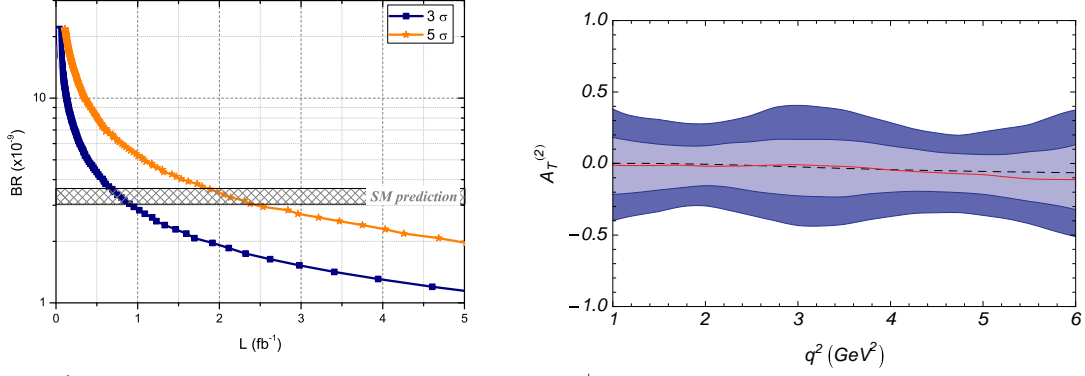 3 σ
5 σ
10
1
BR (x10⁻⁹)
SM prediction
0 1 2 3 4 5
L (fb⁻¹)
1.0
0.5
0.0
−0.5
−1.0
A_T^(2)
1 2 3 4 5 6
q² (GeV²)